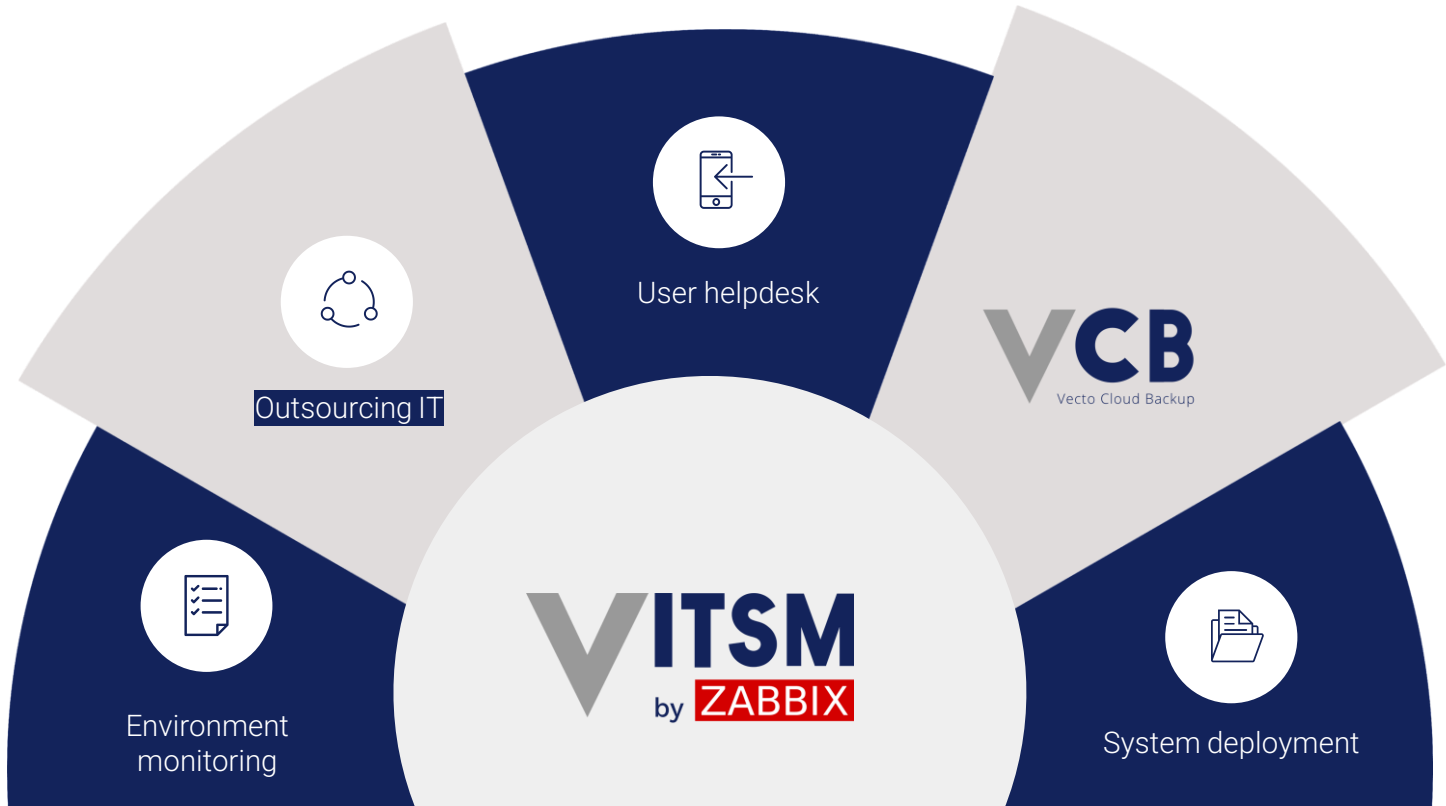 User helpdesk
Outsourcing IT
VCB
Vecto Cloud Backup
VITSM
by ZABBIX
Environment
monitoring
System deployment